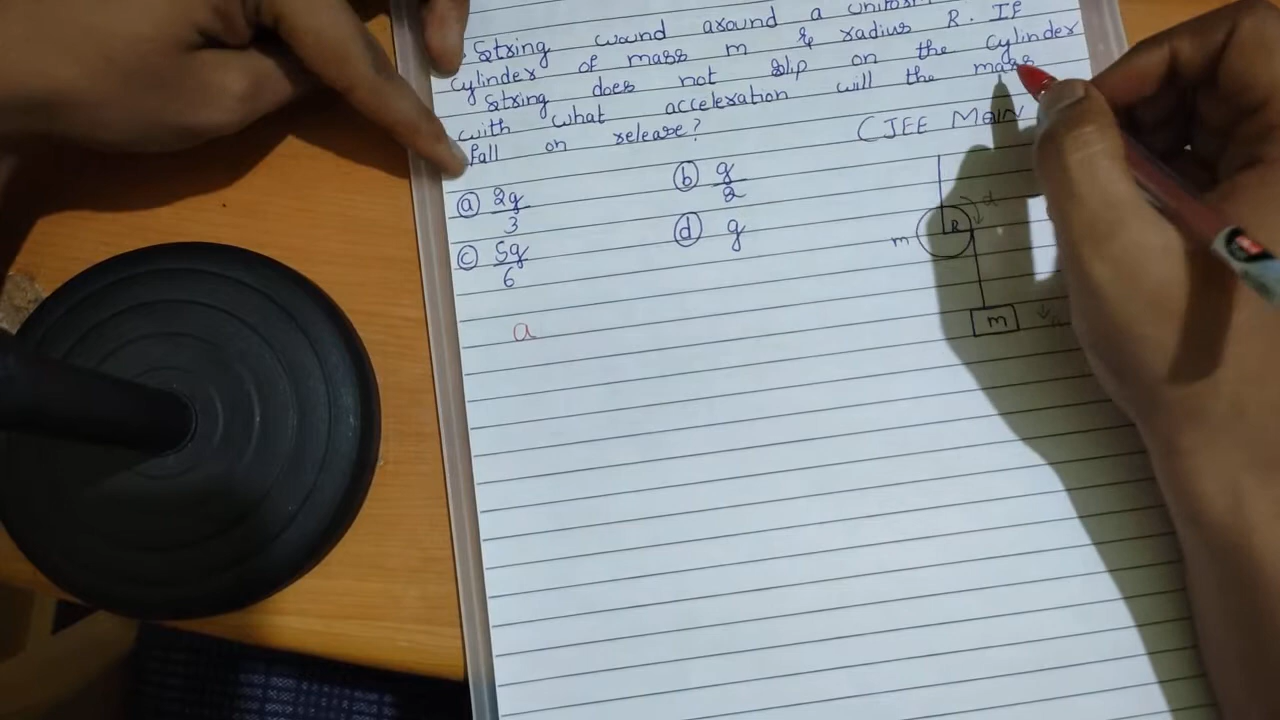 String wound around a uniform
cylinder of mass m & radius R. If
string does not slip on the cylinder
with what acceleration will the mass
fall on release? (JEE MAIN
(a) 2g/3 (b) g/2
(c) 5g/6 (d) g
R
m
m
a
a